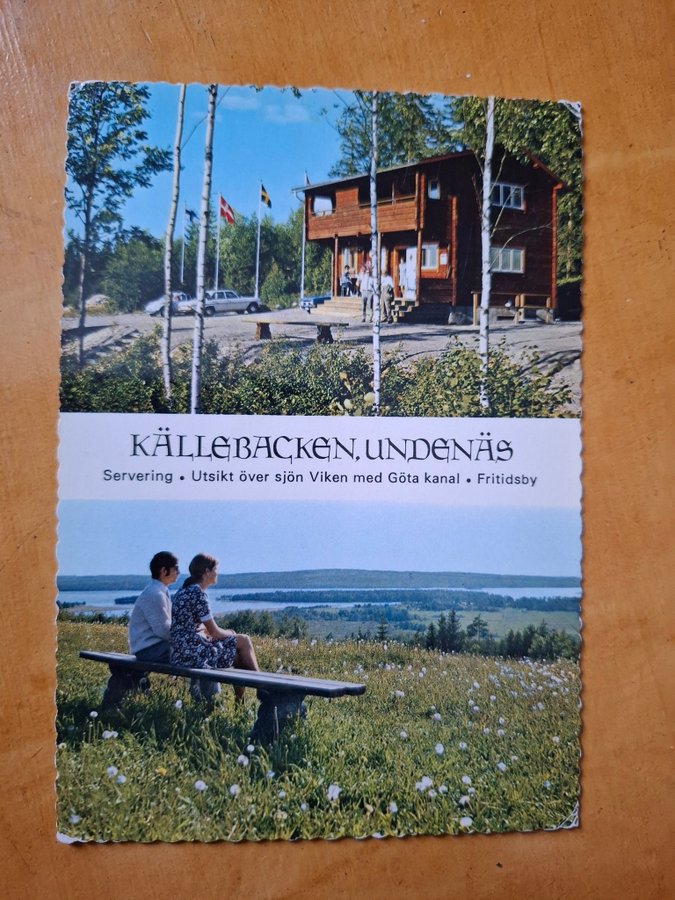 KÄLLEBACKEN, UNDENÄS
Servering • Utsikt över sjön Viken med Göta kanal • Fritidsby